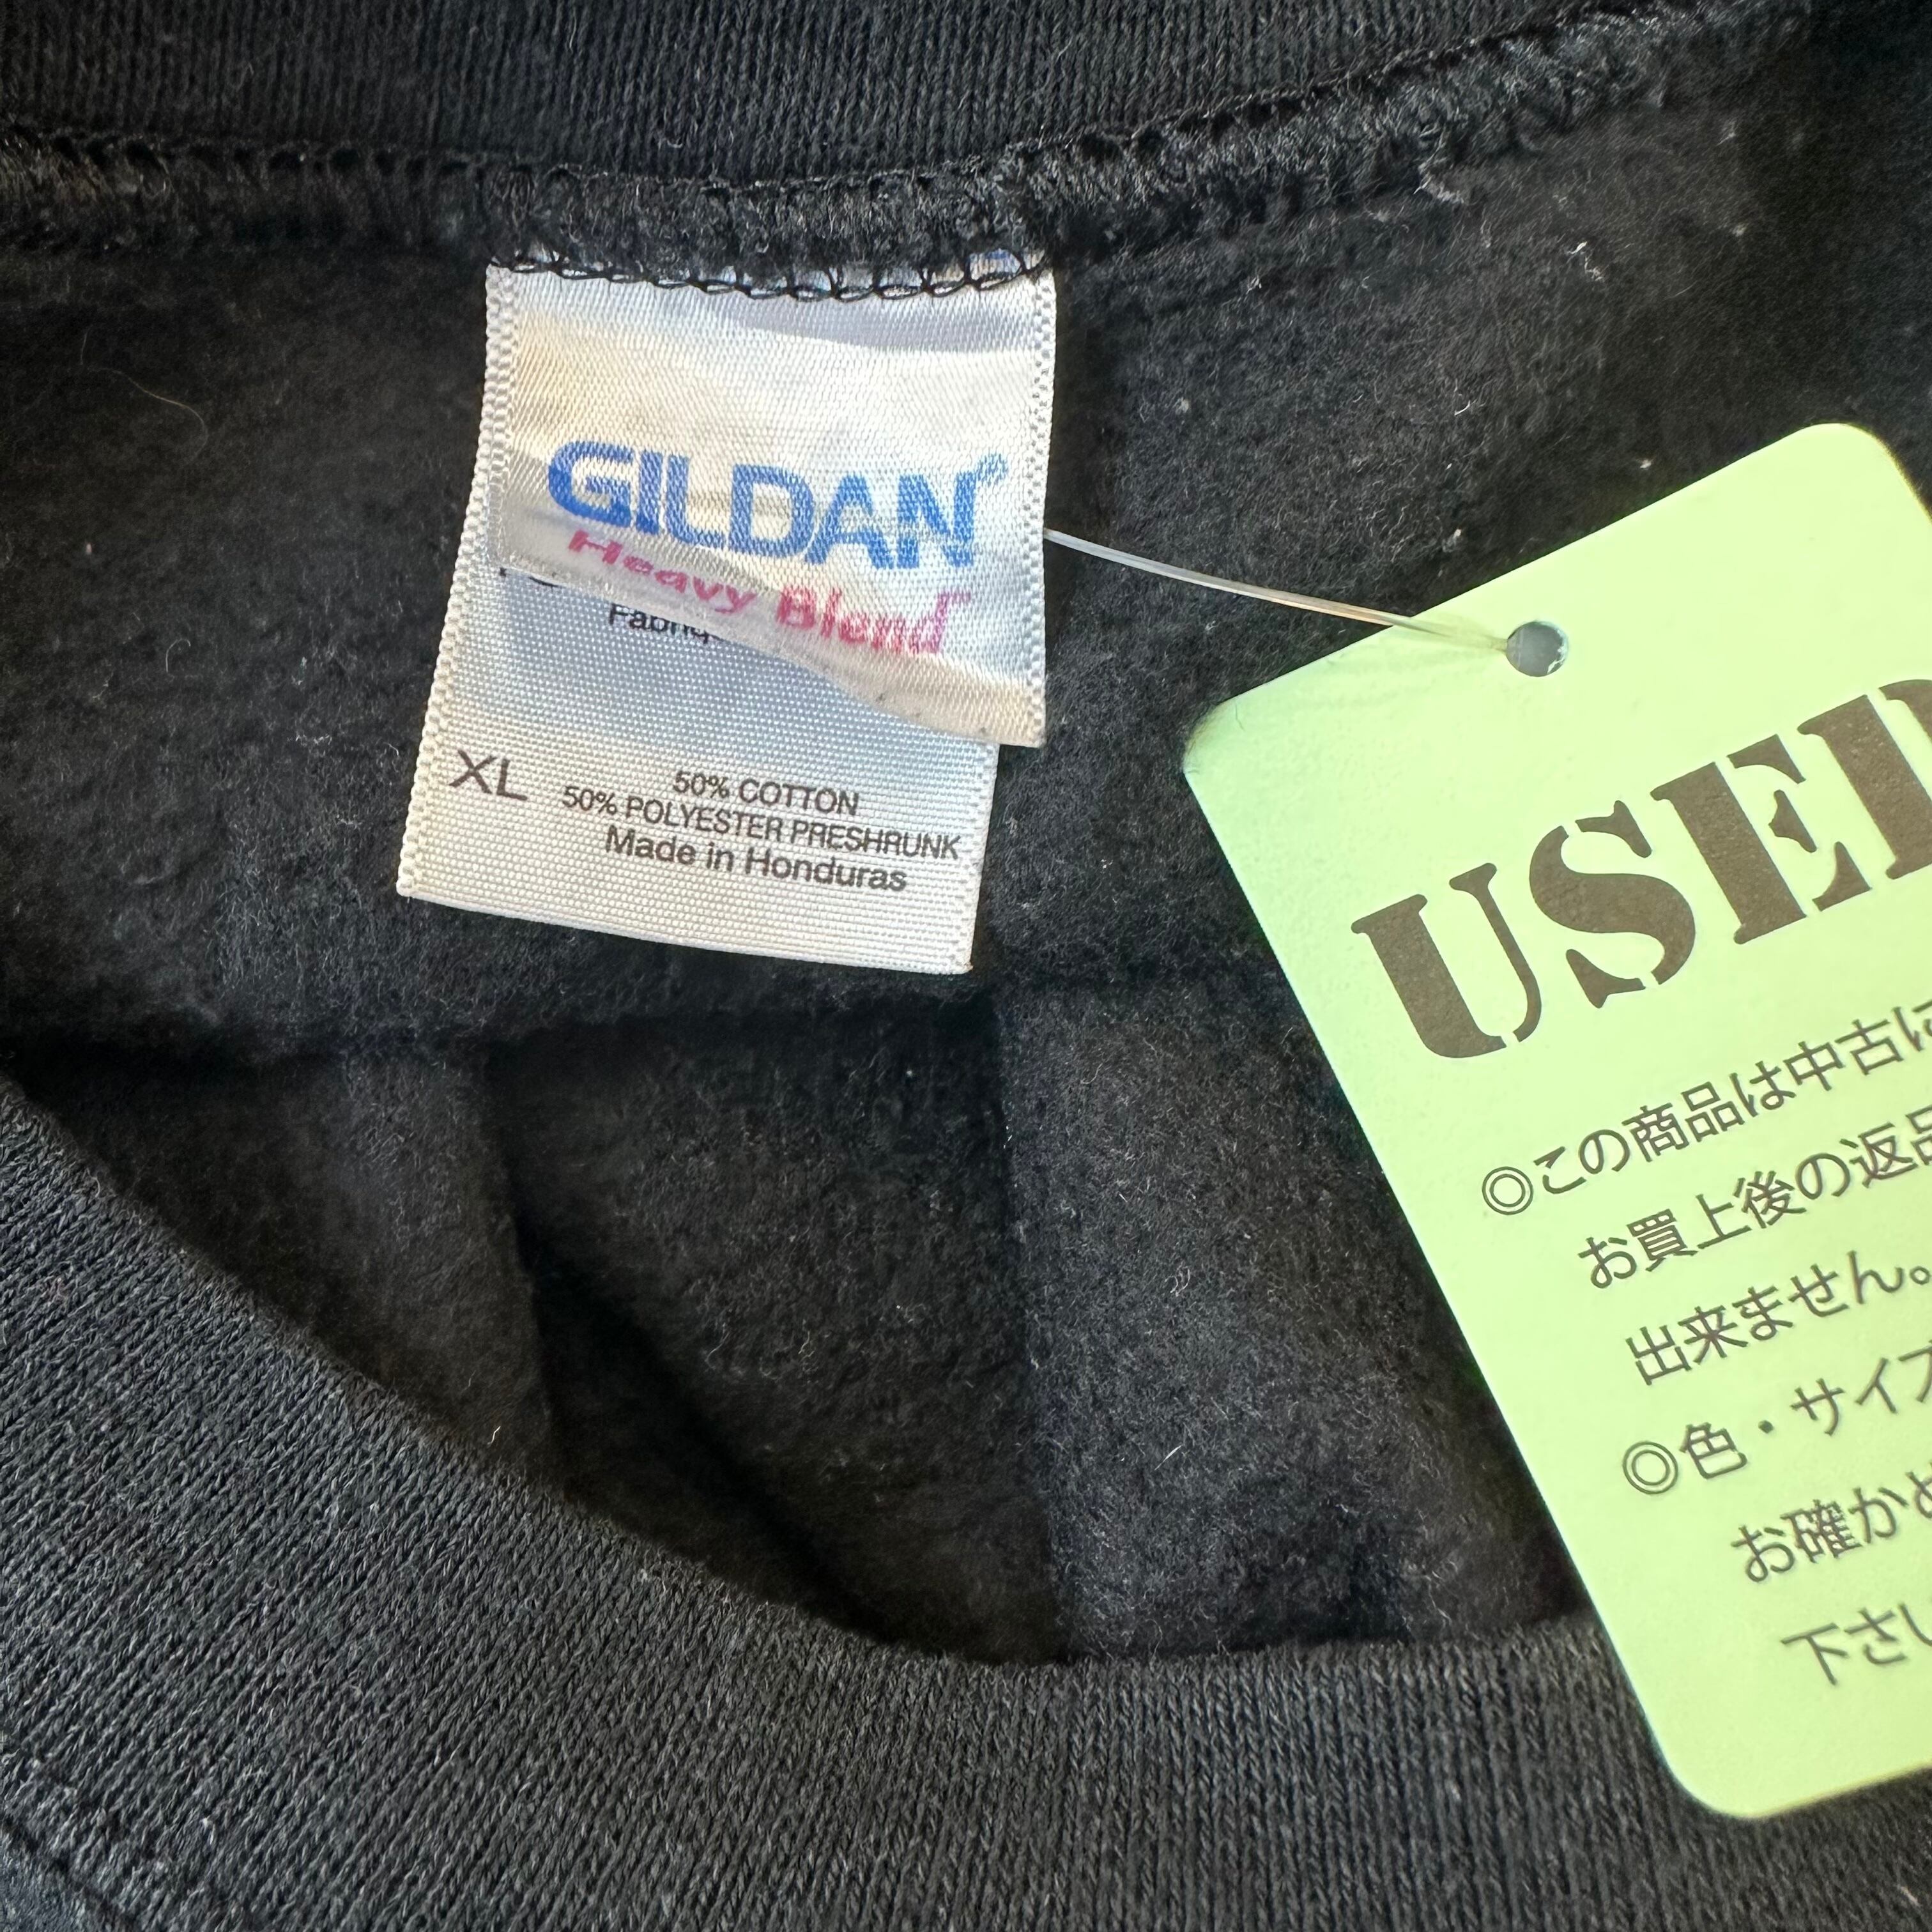 GILDAN®
Heavy Blend™
XL
50% COTTON
50% POLYESTER PRESHRUNK
Made in Honduras
USED
◎この商品は中古に
お買上後の返品
出来ません。
◎色・サイズ
お確かめ
下さい